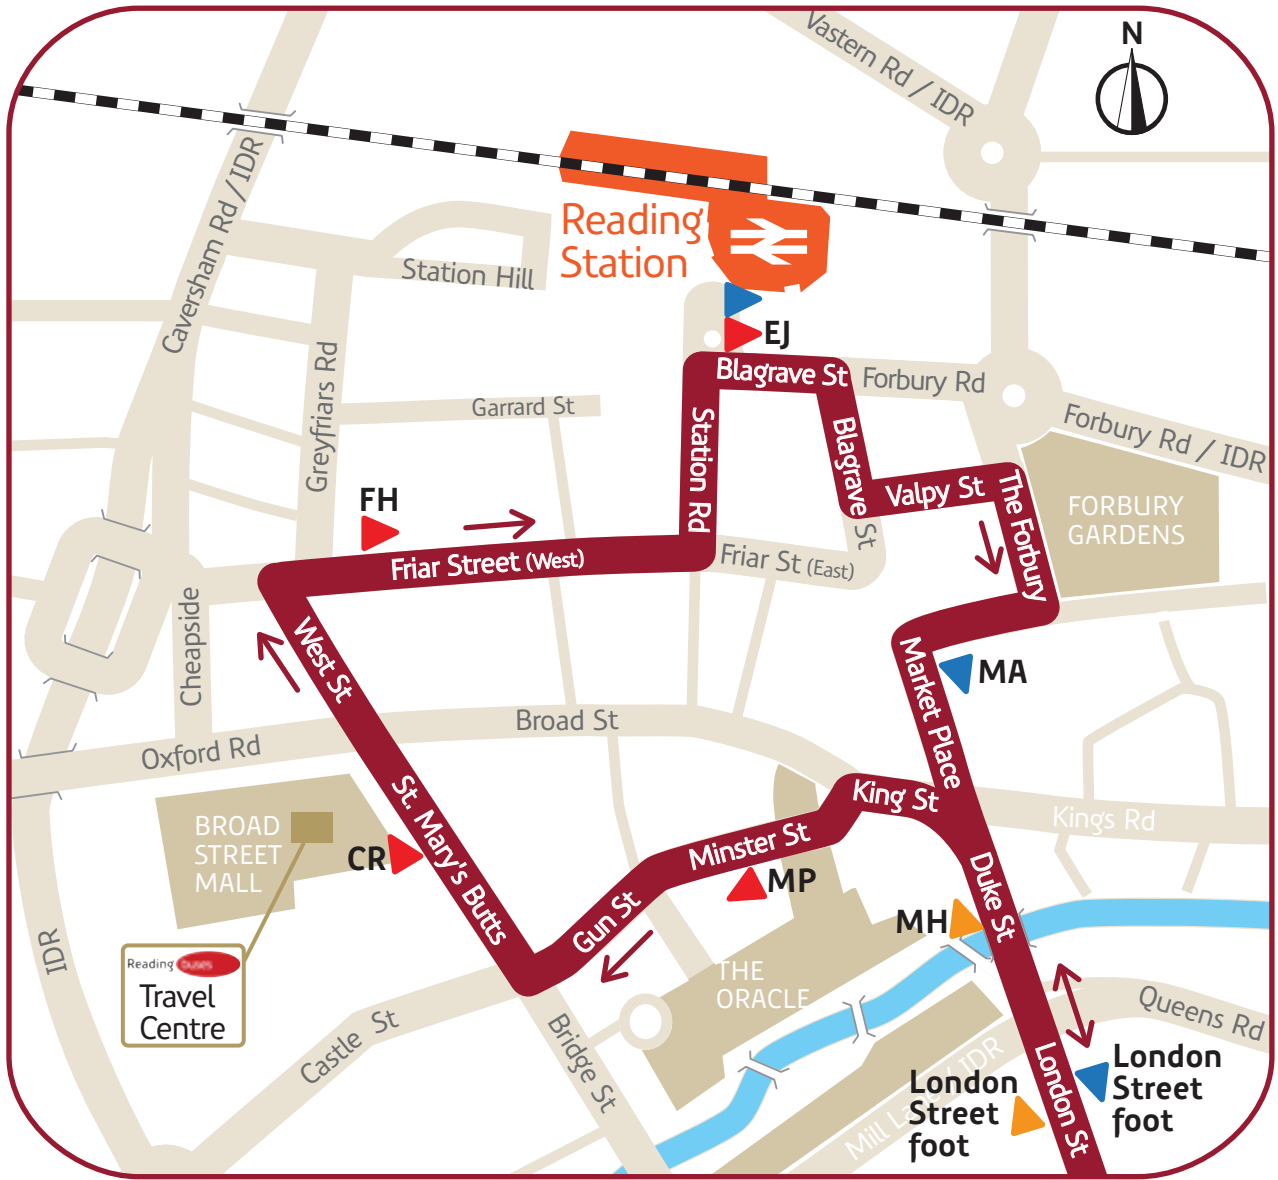 N
Vastern Rd / IDR
Caversham Rd / IDR
Reading
Station
Station Hill
EJ
Blagrave St
Forbury Rd
Forbury Rd / IDR
Greyfriars Rd
Garrard St
Station Rd
Blagrave St
Valpy St
The Forbury
FORBURY
GARDENS
FH
Friar Street (West)
Friar St (East)
Cheapside
West St
Market Place
MA
Broad St
Oxford Rd
King St
Kings Rd
BROAD
STREET
MALL
CR
St. Mary's Butts
Minster St
MP
Gun St
Duke St
MH
IDR
Reading buses
Travel
Centre
THE
ORACLE
Castle St
Bridge St
Queens Rd
Mill Lane / IDR
London St
London
Street
foot
London
Street
foot